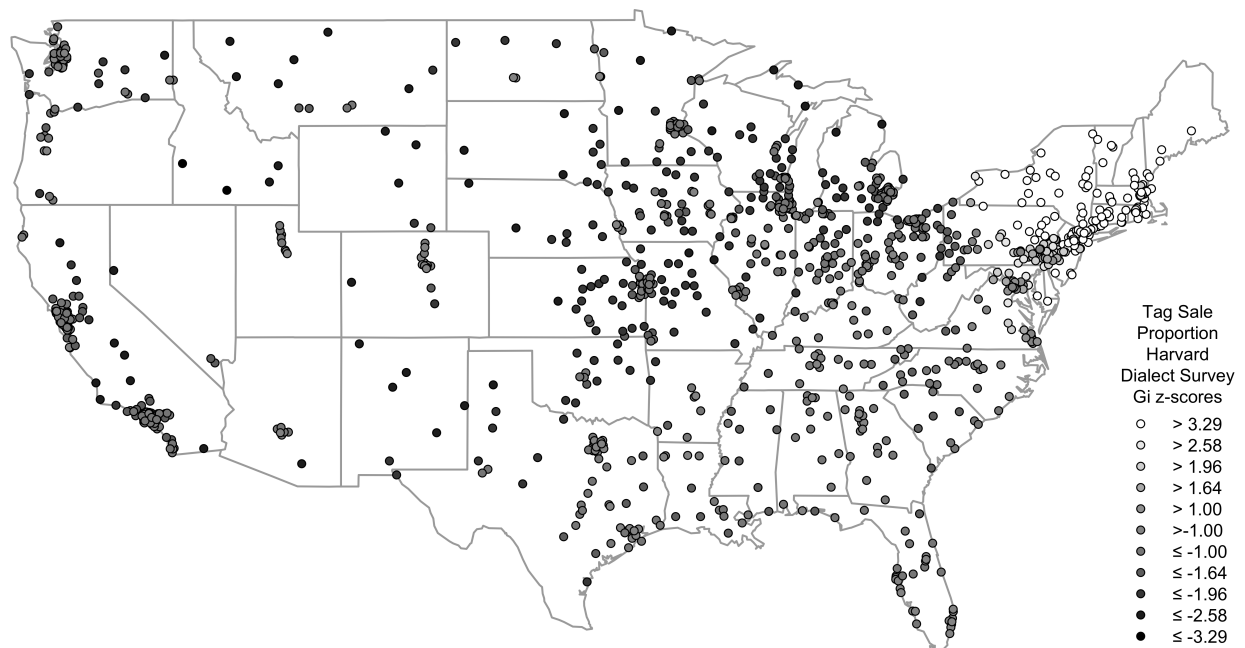 Tag Sale
Proportion
Harvard
Dialect Survey
Gi z-scores
> 3.29
> 2.58
> 1.96
> 1.64
> 1.00
>-1.00
≤ -1.00
≤ -1.64
≤ -1.96
≤ -2.58
≤ -3.29